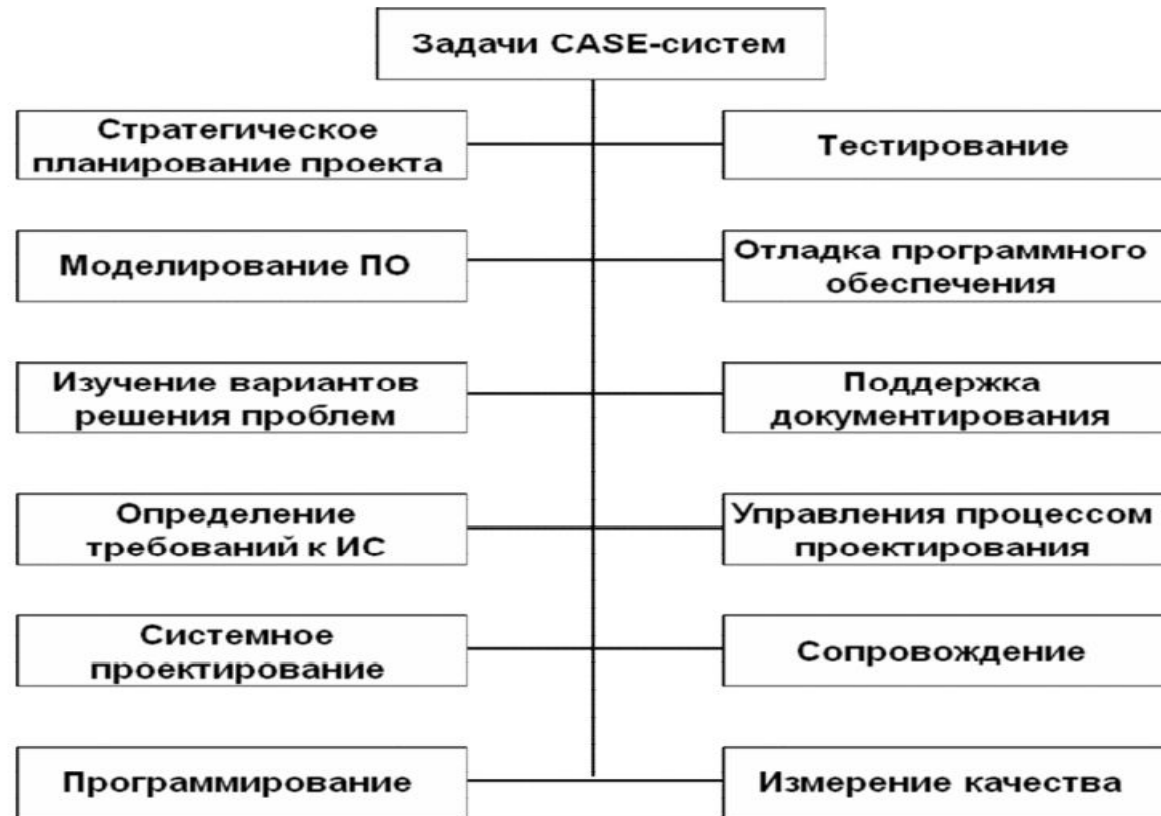 Задачи CASE-систем
Стратегическое
планирование проекта
Тестирование
Моделирование ПО
Отладка программного
обеспечения
Изучение вариантов
решения проблем
Поддержка
документирования
Определение
требований к ИС
Управления процессом
проектирования
Системное
проектирование
Сопровождение
Программирование
Измерение качества